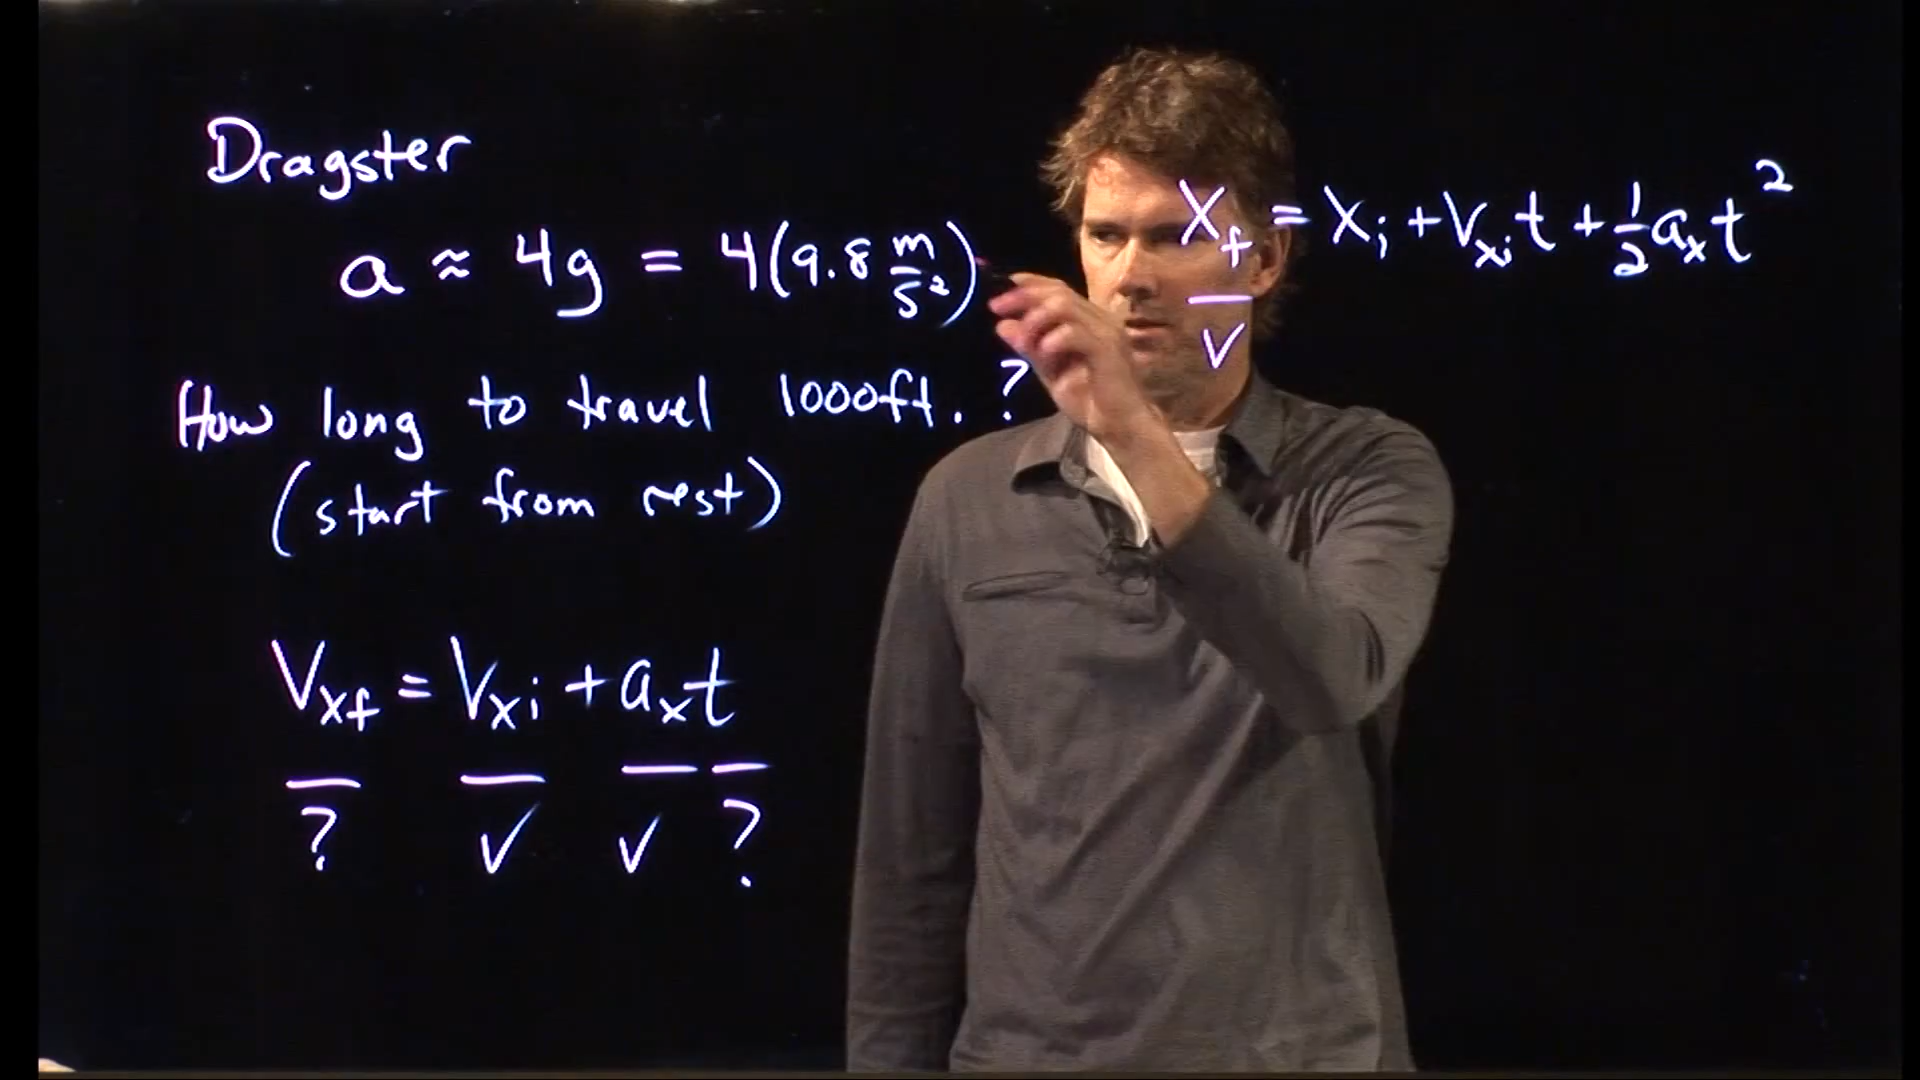 Dragster
a ≈ 4g = 4(9.8 m/s²)
How long to travel 1000ft. ?
(start from rest)
Vxf = Vxi + axt
? ✓ ✓ ?
Xf = Xi + Vxit + ½axt²
✓